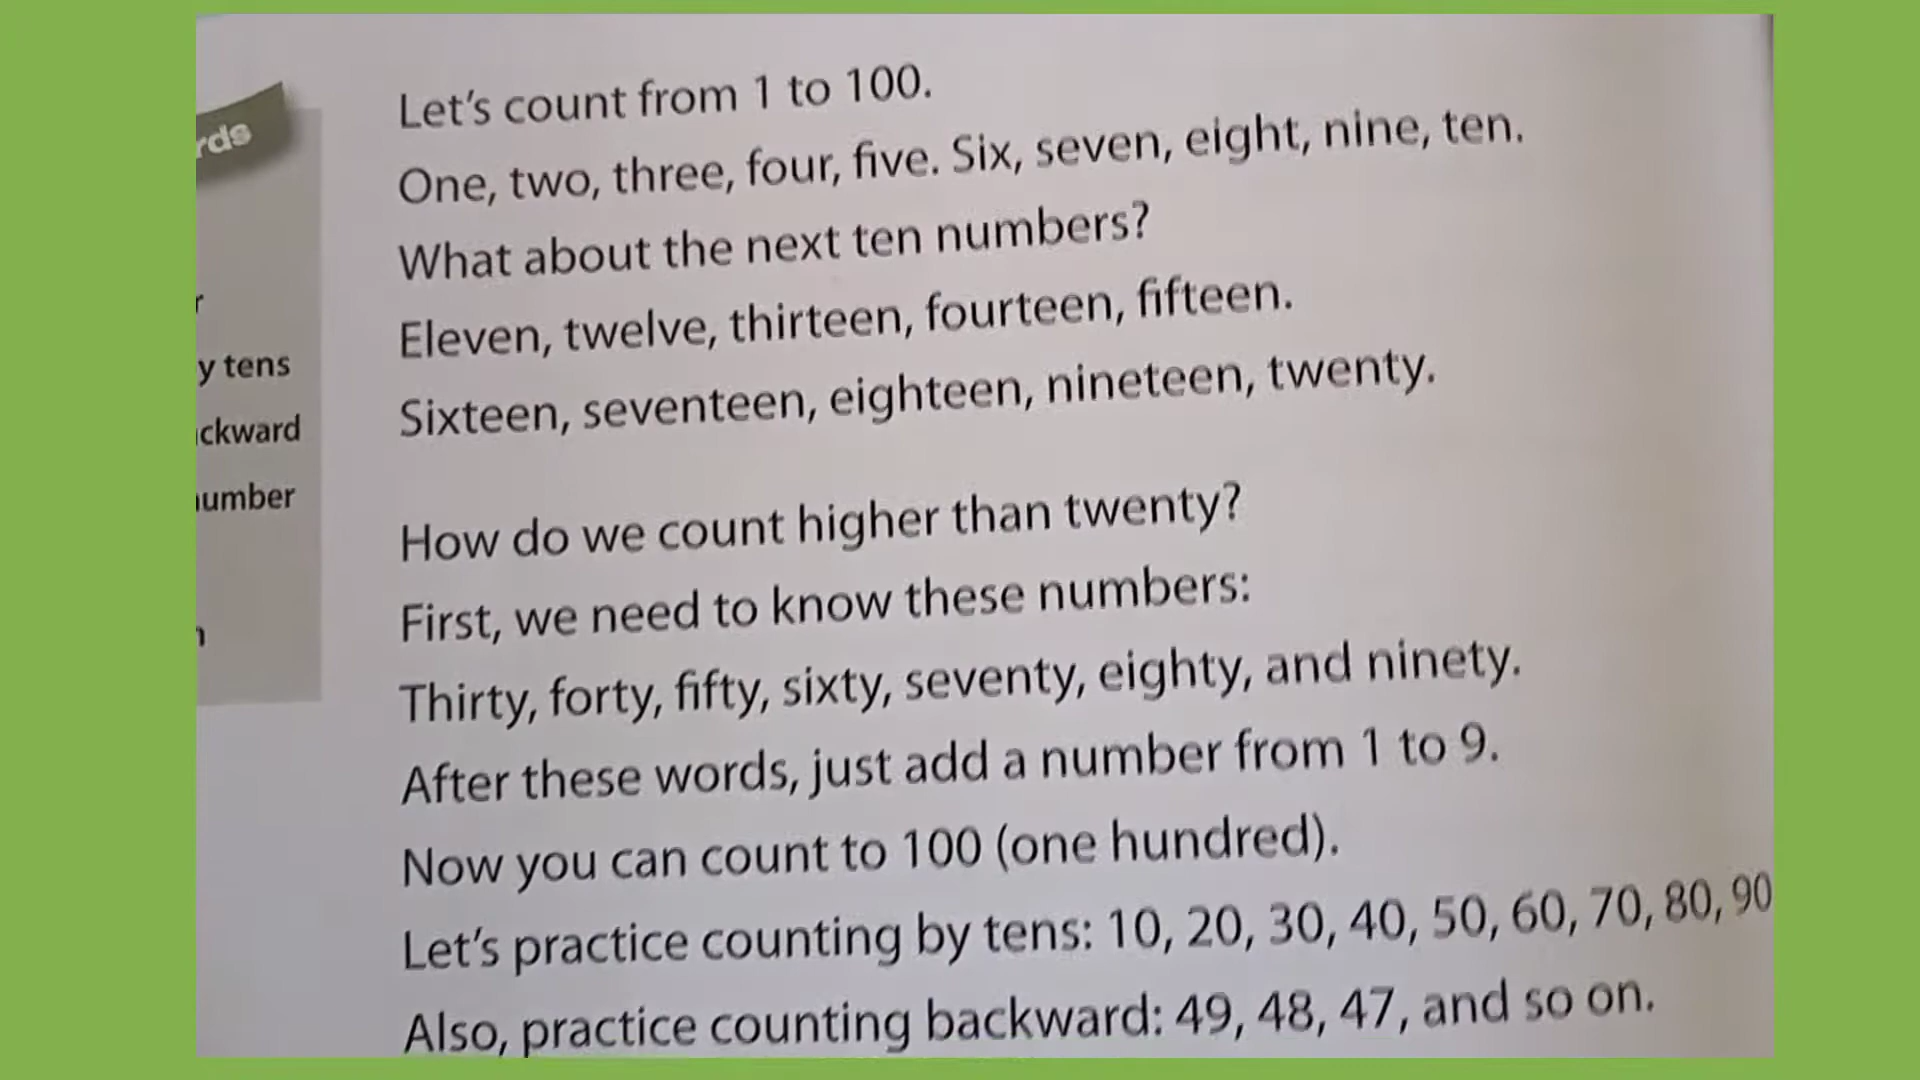 rds
y tens
ckward
umber
Let's count from 1 to 100.
One, two, three, four, five. Six, seven, eight, nine, ten.
What about the next ten numbers?
Eleven, twelve, thirteen, fourteen, fifteen.
Sixteen, seventeen, eighteen, nineteen, twenty.
How do we count higher than twenty?
First, we need to know these numbers:
Thirty, forty, fifty, sixty, seventy, eighty, and ninety.
After these words, just add a number from 1 to 9.
Now you can count to 100 (one hundred).
Let's practice counting by tens: 10, 20, 30, 40, 50, 60, 70, 80, 90
Also, practice counting backward: 49, 48, 47, and so on.